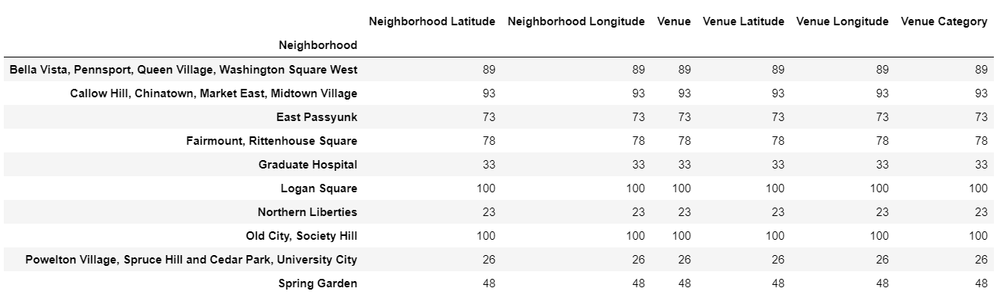 Neighborhood Latitude Neighborhood Longitude Venue Venue Latitude Venue Longitude Venue Category
Neighborhood
Bella Vista, Pennsport, Queen Village, Washington Square West 89 89 89 89 89 89
Callow Hill, Chinatown, Market East, Midtown Village 93 93 93 93 93 93
East Passyunk 73 73 73 73 73 73
Fairmount, Rittenhouse Square 78 78 78 78 78 78
Graduate Hospital 33 33 33 33 33 33
Logan Square 100 100 100 100 100 100
Northern Liberties 23 23 23 23 23 23
Old City, Society Hill 100 100 100 100 100 100
Powelton Village, Spruce Hill and Cedar Park, University City 26 26 26 26 26 26
Spring Garden 48 48 48 48 48 48